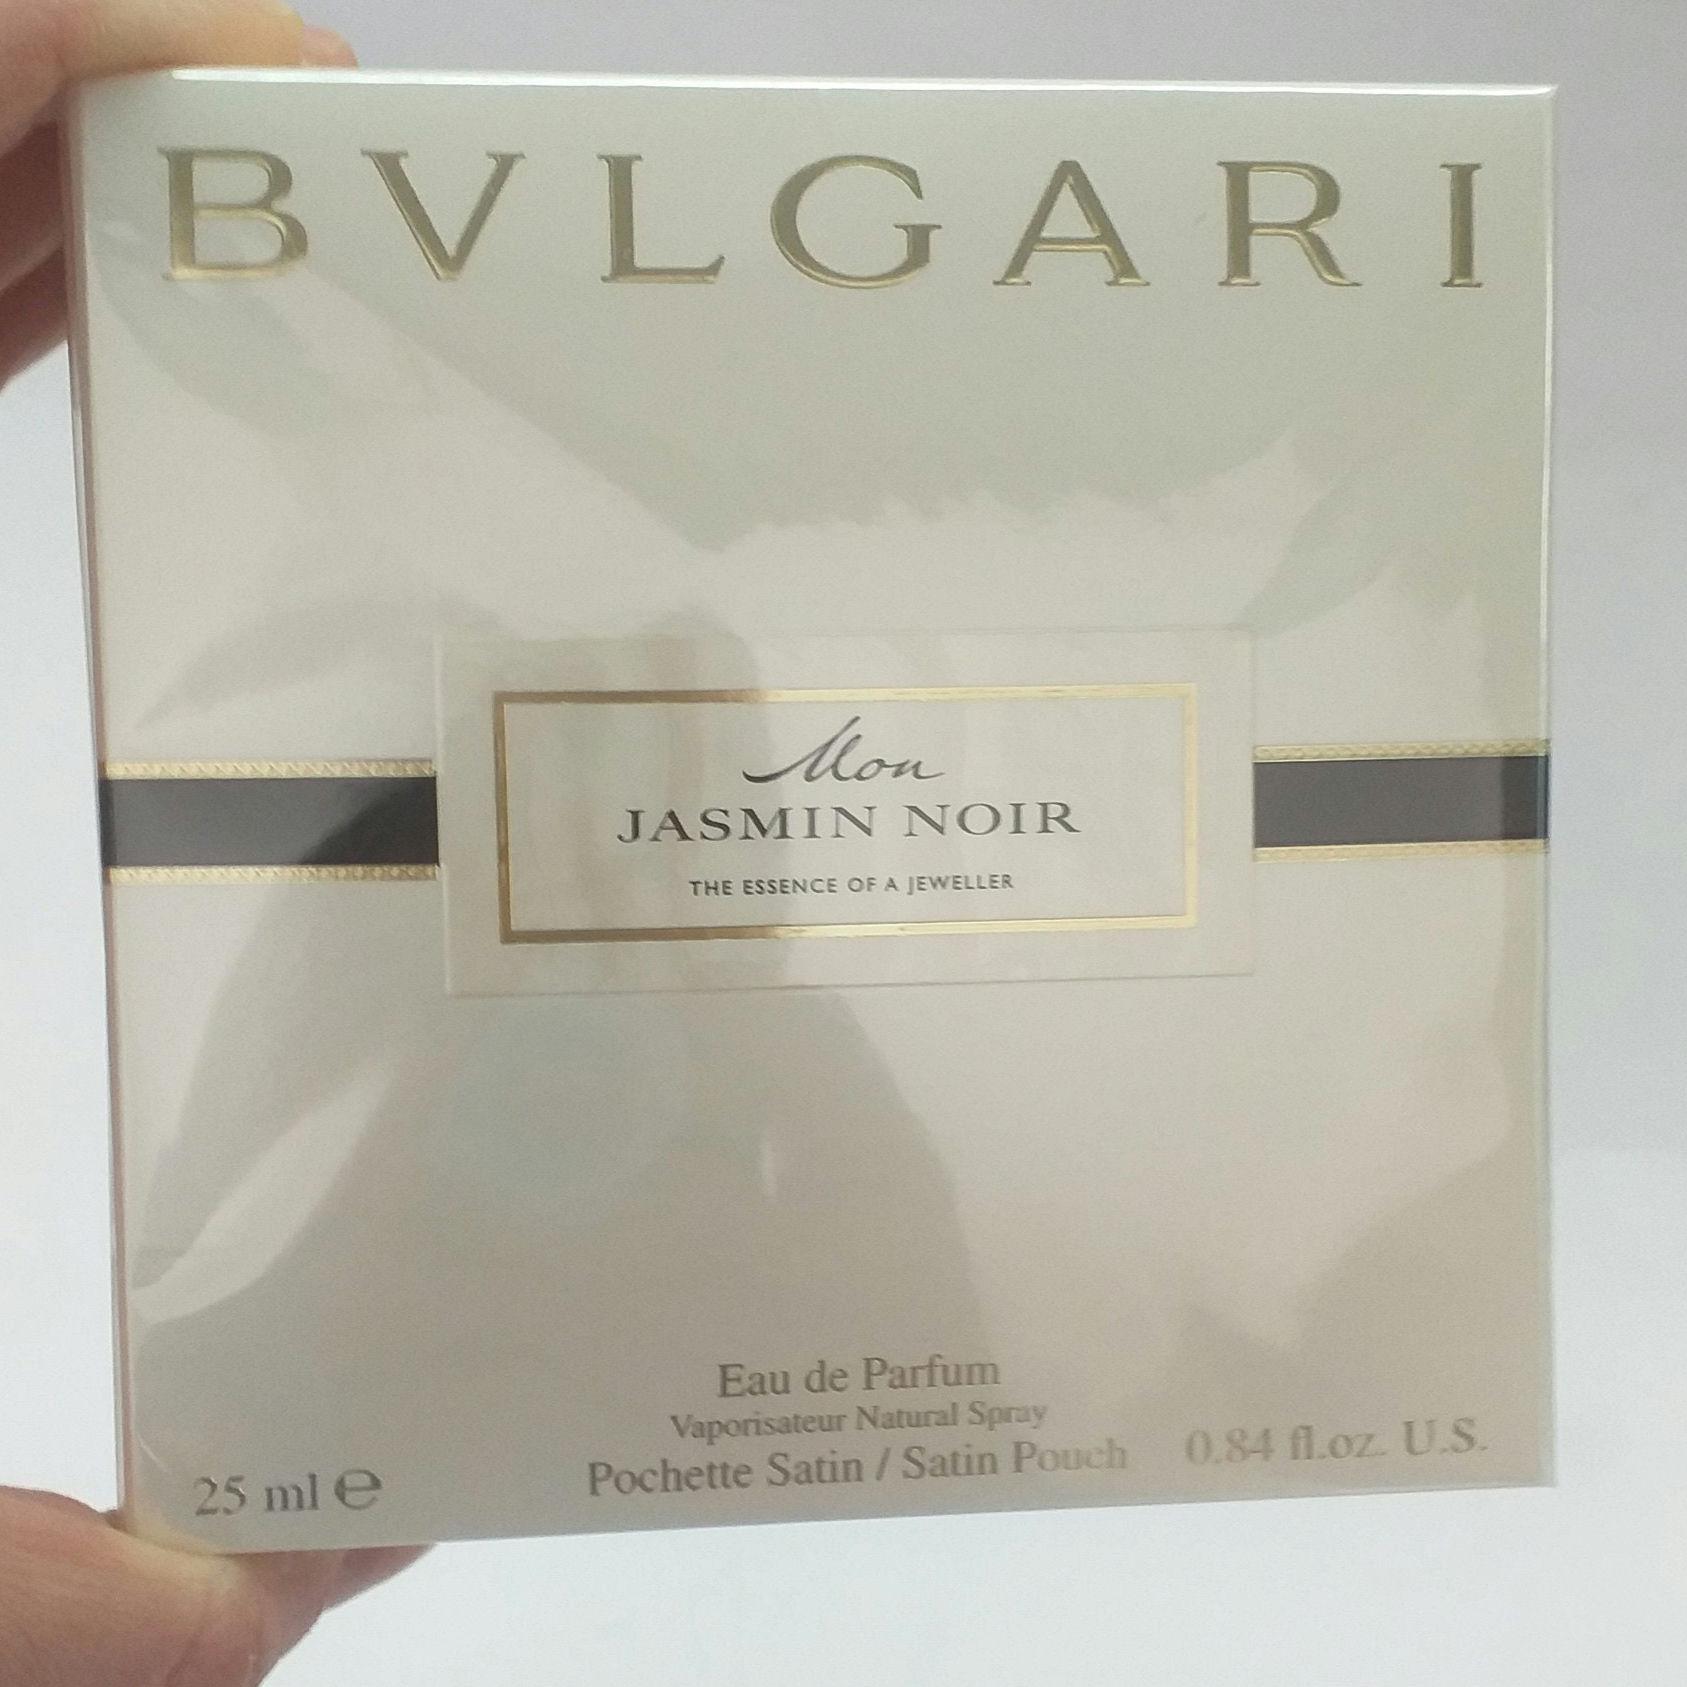 BVLGARI
Mon
JASMIN NOIR
THE ESSENCE OF A JEWELLER
Eau de Parfum
Vaporisateur Natural Spray
25 ml ℮ Pochette Satin / Satin Pouch 0.84 fl.oz. U.S.